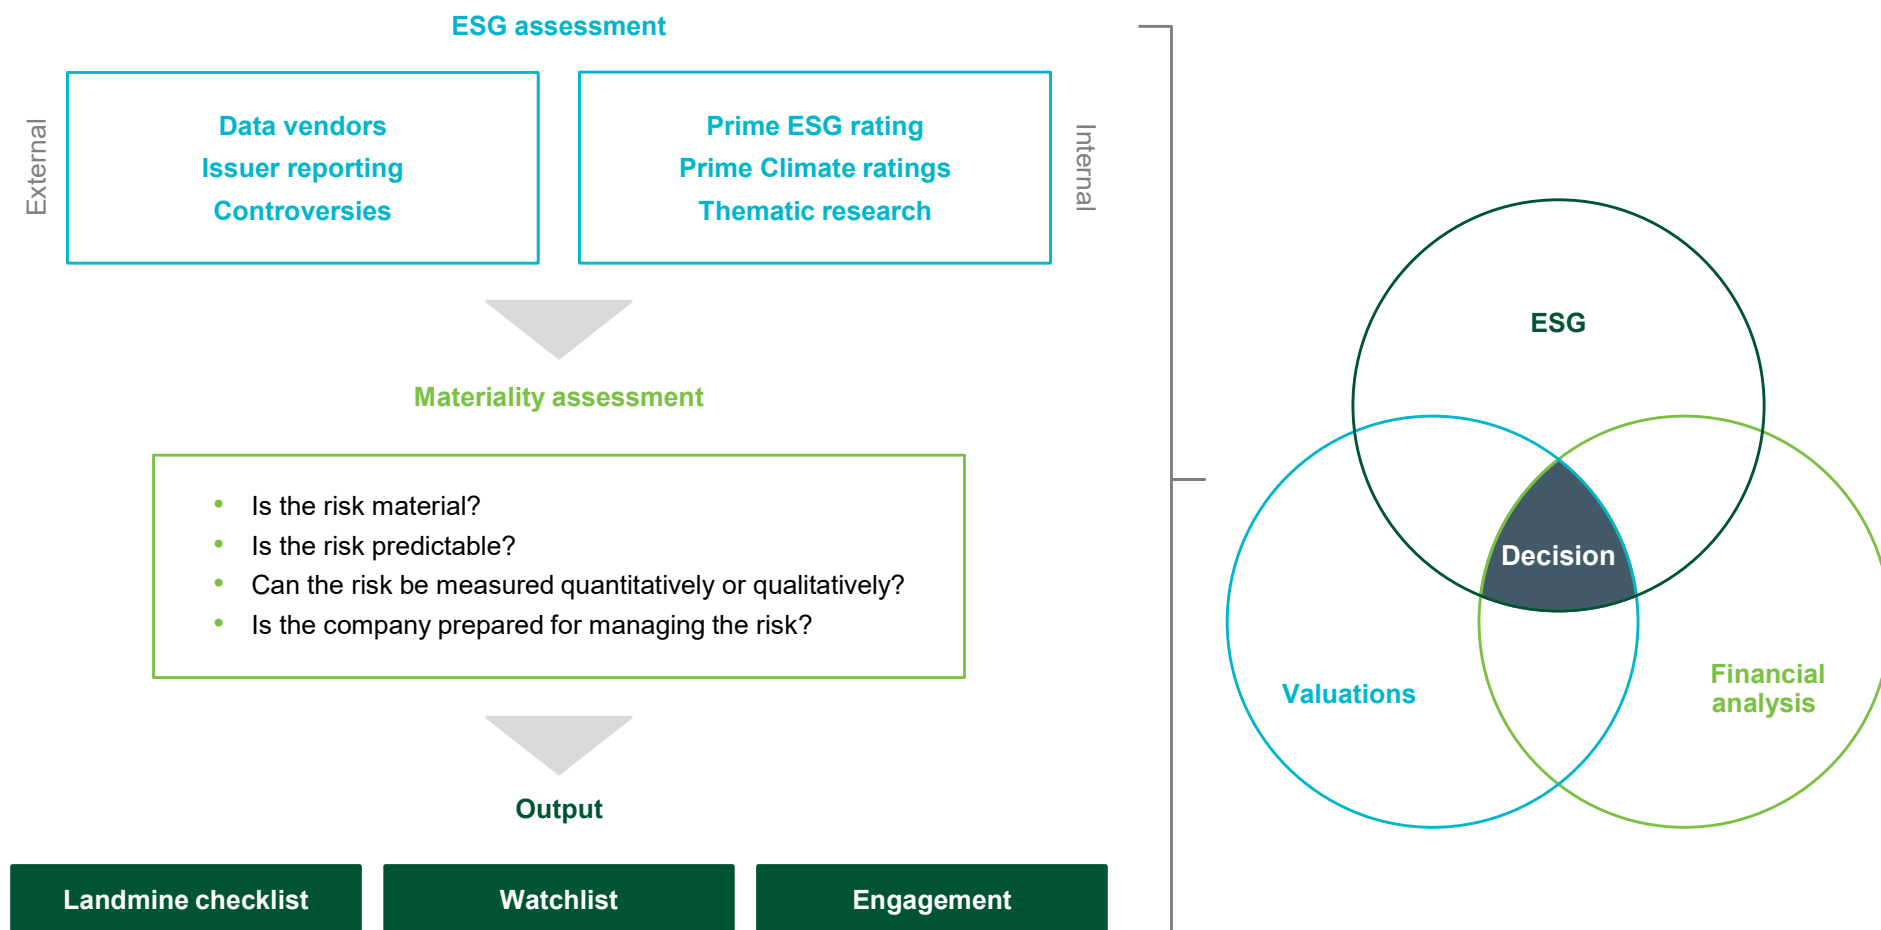 ESG assessment
External
Data vendors
Issuer reporting
Controversies
Prime ESG rating
Prime Climate ratings
Thematic research
Internal
Materiality assessment
• Is the risk material?
• Is the risk predictable?
• Can the risk be measured quantitatively or qualitatively?
• Is the company prepared for managing the risk?
Output
Landmine checklist
Watchlist
Engagement
ESG
Decision
Valuations
Financial
analysis